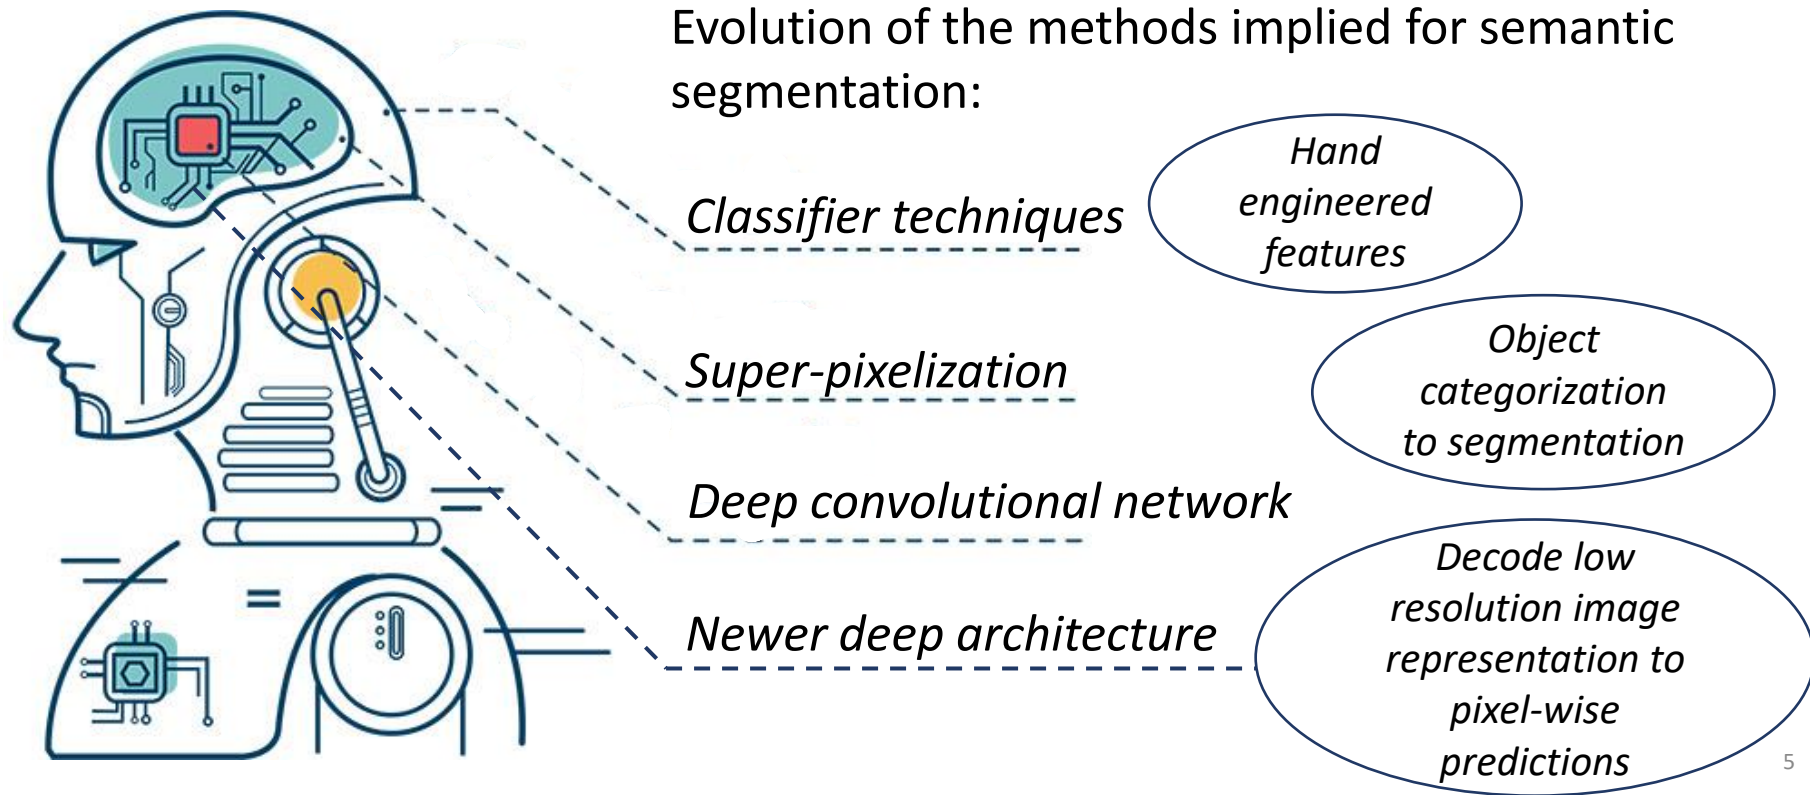 Evolution of the methods implied for semantic
segmentation:
Classifier techniques
Hand
engineered
features
Super-pixelization
Object
categorization
to segmentation
Deep convolutional network
Newer deep architecture
Decode low
resolution image
representation to
pixel-wise
predictions
5